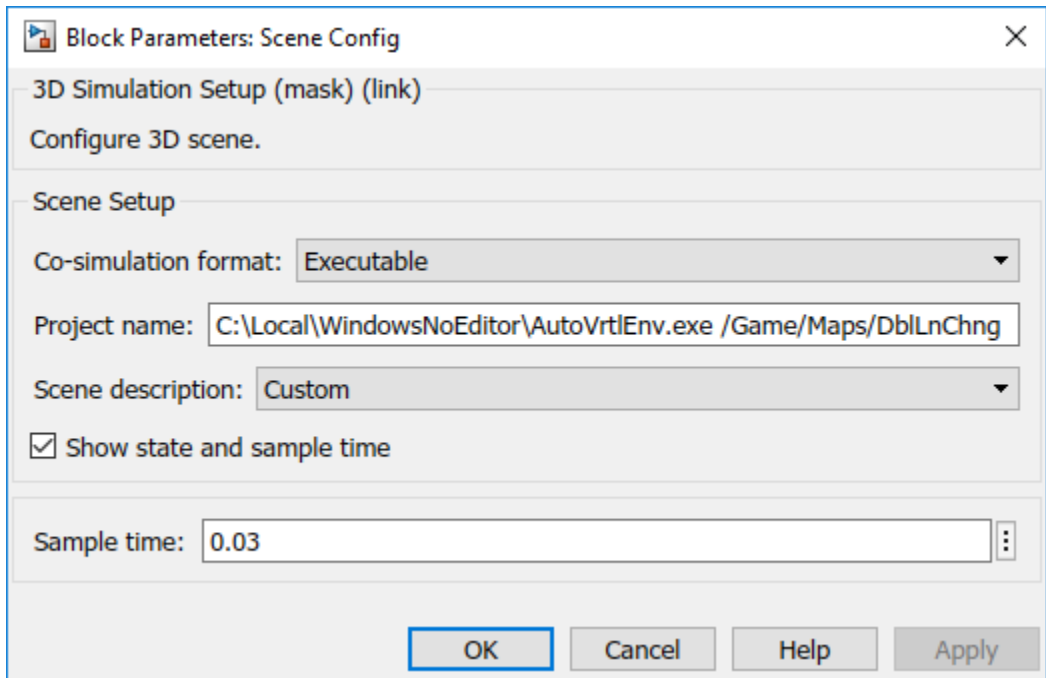 Block Parameters: Scene Config
3D Simulation Setup (mask) (link)
Configure 3D scene.
Scene Setup
Co-simulation format: Executable
Project name: C:\Local\WindowsNoEditor\AutoVrtlEnv.exe /Game/Maps/DblLnChng
Scene description: Custom
Show state and sample time
Sample time: 0.03
OK Cancel Help Apply